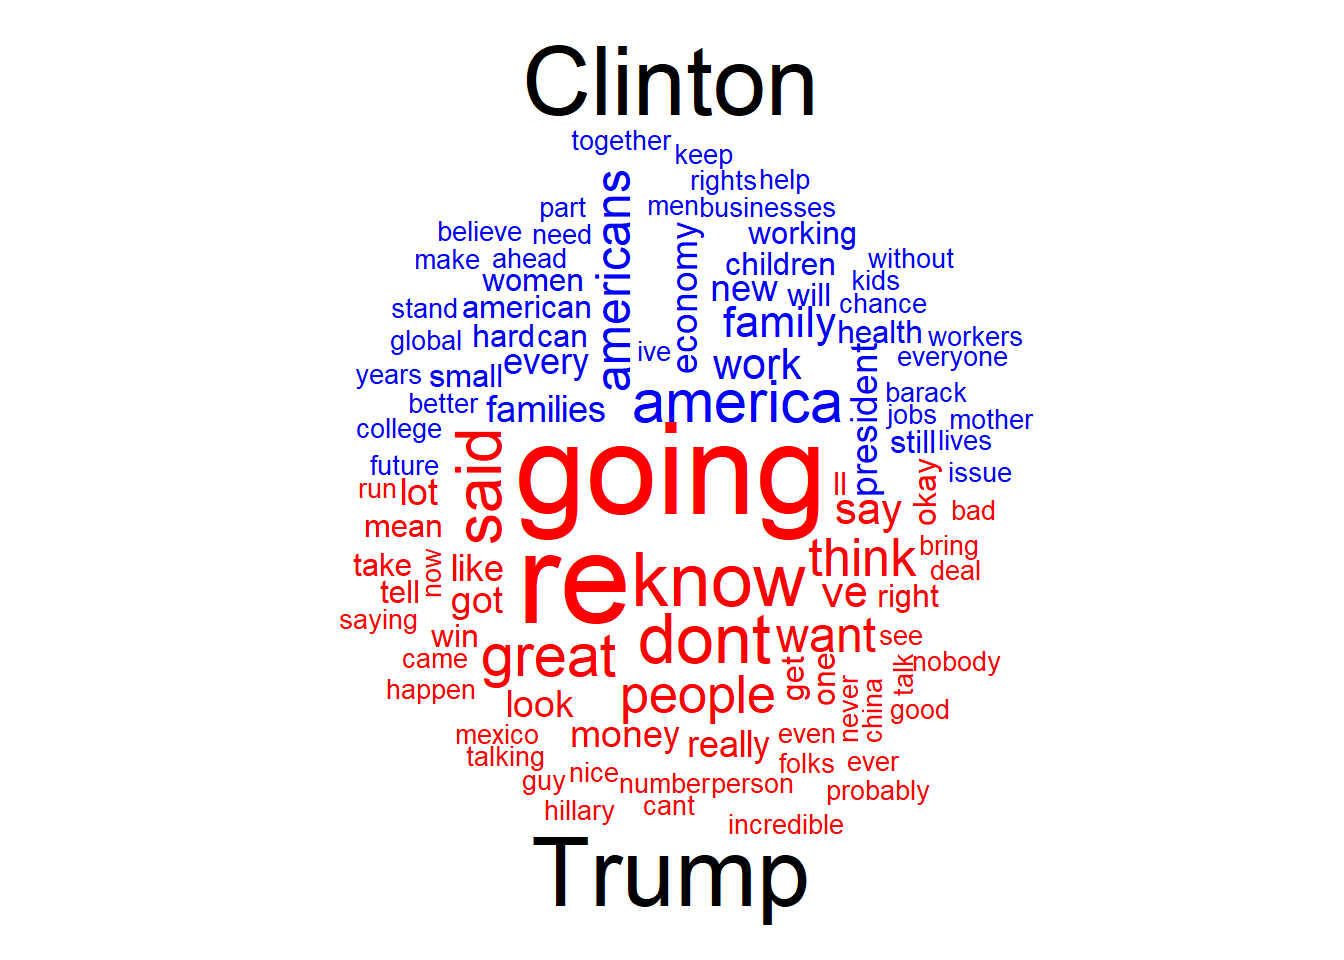 Clinton
together
keep
rights help
part
men businesses
believe need
americans
economy
working
make ahead
children
without
women
new will
kids
stand american
chance
family health
global hard can
ive
workers
every
work
everyone
president
years small
america
barack
better families
jobs mother
college
still lives
said
going
future
ll
okay
issue
run lot
say
bad
mean
re
know
think
bring
take
now
like
deal
tell got
ve right
saying
win
great
dont
want
see
came
get
one
talk
nobody
happen
look
people
never
china
good
mexico
money really
even
talking
folks ever
guy nice number person
probably
hillary cant
incredible
Trump